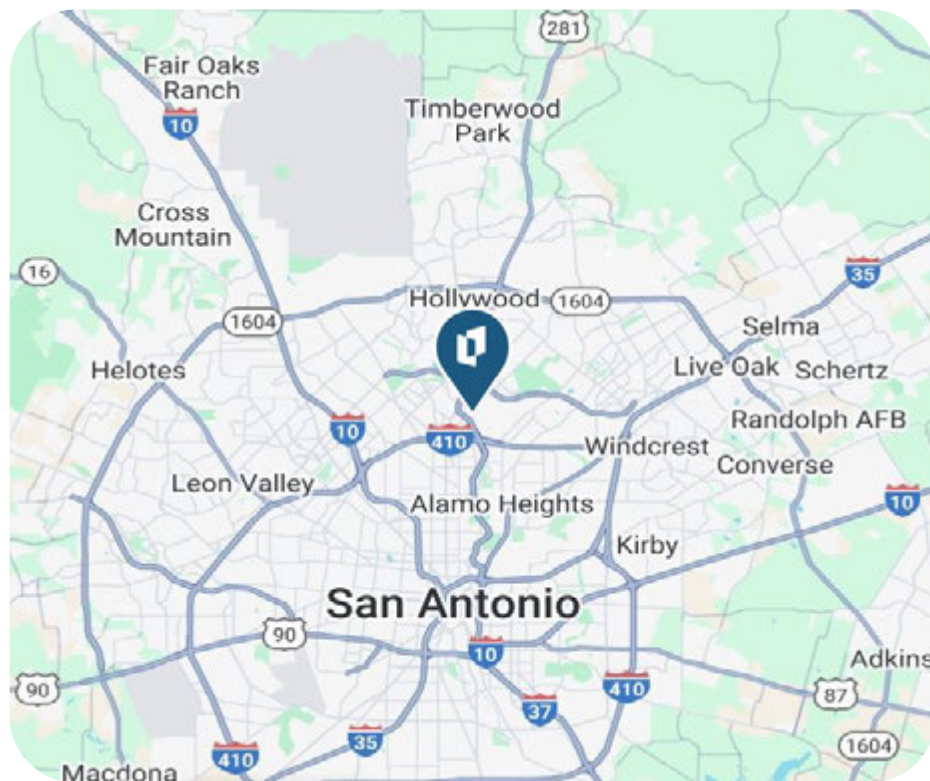 281
Fair Oaks
Ranch
Timberwood
Park
10
Cross
Mountain
16
35
Hollywood
1604
1604
Selma
Helotes
Live Oak
Schertz
10
410
Randolph AFB
Windcrest
Converse
Leon Valley
Alamo Heights
10
Kirby
San Antonio
90
10
Adkins
90
410
87
37
35
1604
410
Macdona